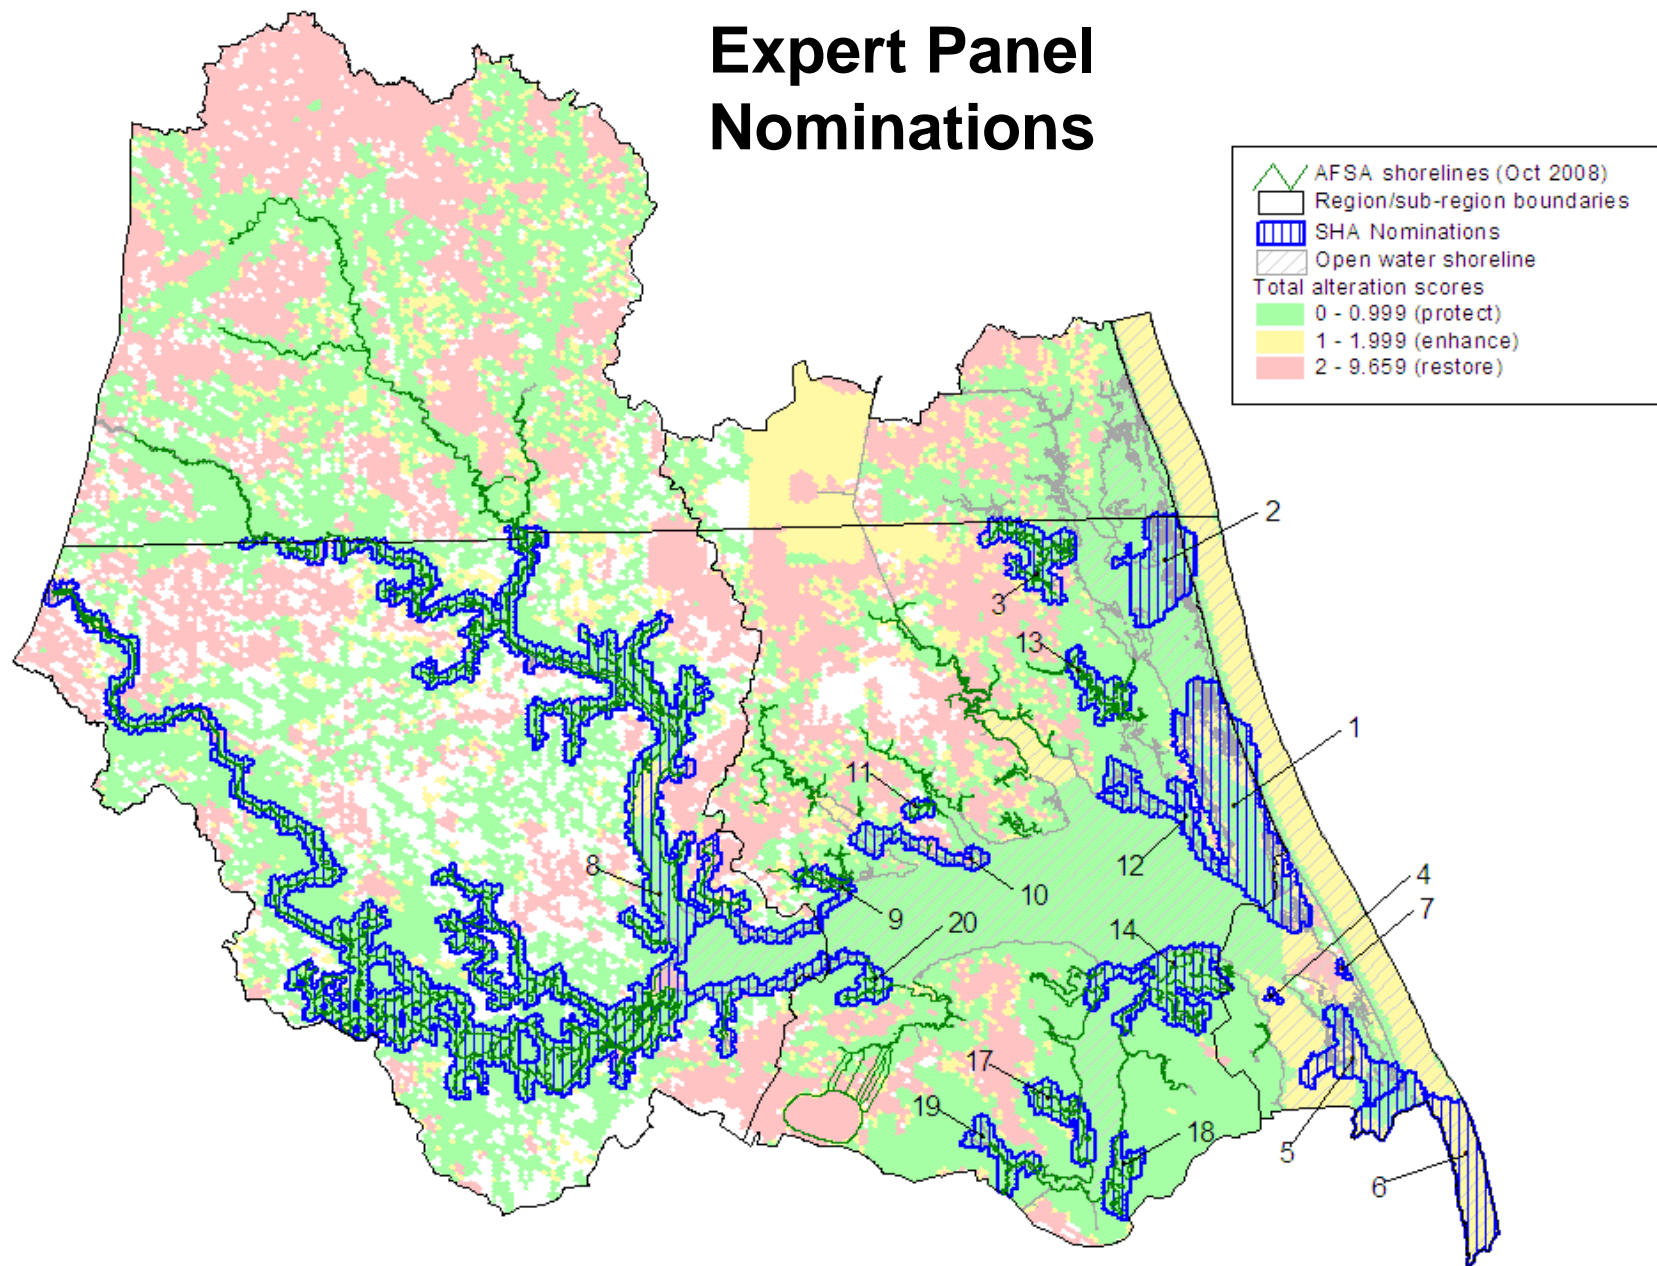 Expert Panel
Nominations
AFSA shorelines (Oct 2008)
Region/sub-region boundaries
SHA Nominations
Open water shoreline
Total alteration scores
0 - 0.999 (protect)
1 - 1.999 (enhance)
2 - 9.659 (restore)
2
3
13
1
11
12
8
4
10
7
9
20
14
17
19
18
5
6